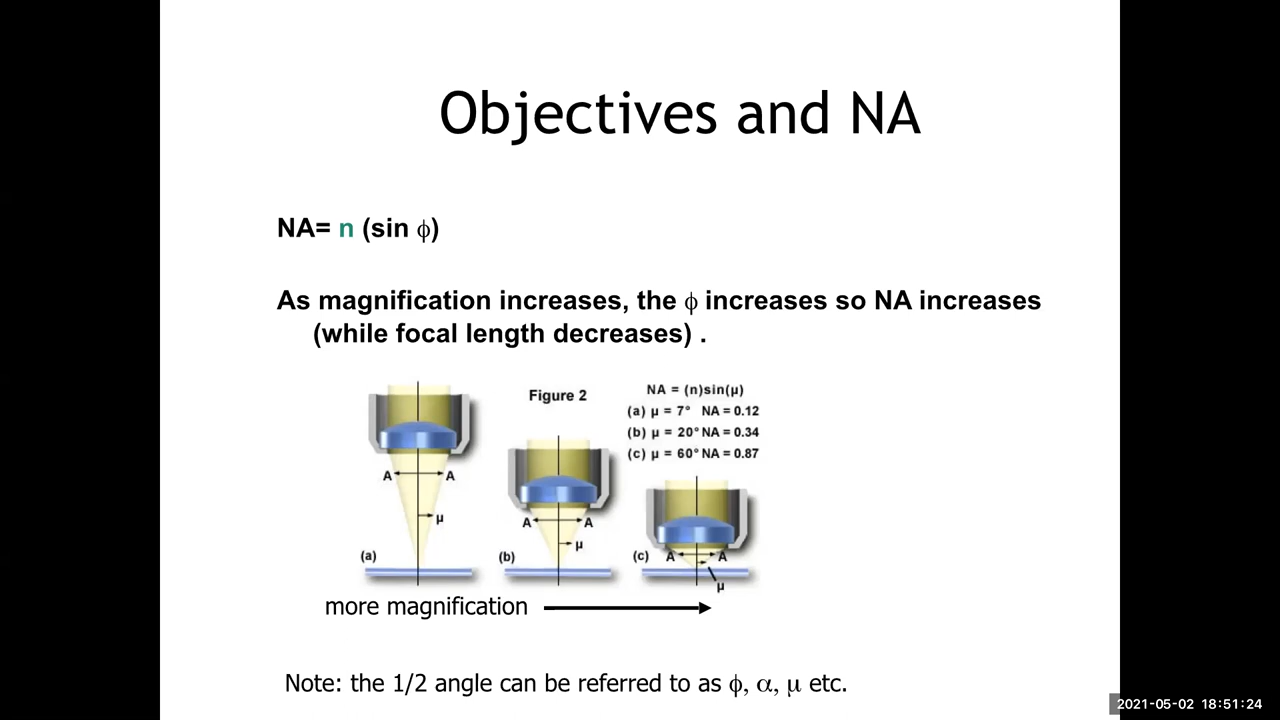 Objectives and NA
NA= n (sin ϕ)
As magnification increases, the ϕ increases so NA increases
(while focal length decreases) .
Figure 2
NA = (n)sin(μ)
(a) μ = 7° NA = 0.12
(b) μ = 20° NA = 0.34
(c) μ = 60° NA = 0.87
A A
μ
(a)
A A
μ
(b)
A A
μ
(c)
more magnification
Note: the 1/2 angle can be referred to as ϕ, α, μ etc.
2021-05-02 18:51:24